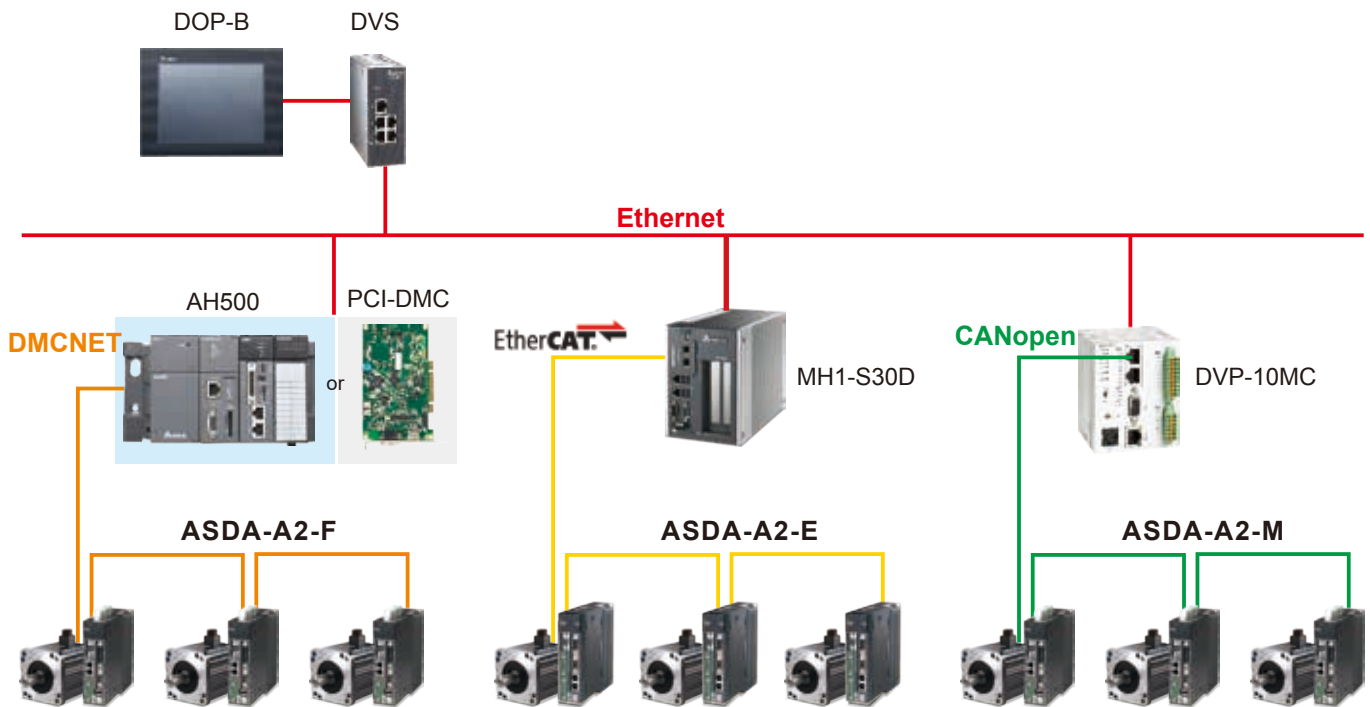 DOP-B
DVS
Ethernet
AH500
PCI-DMC
DMCNET
or
EtherCAT.
MH1-S30D
CANopen
DVP-10MC
ASDA-A2-F
ASDA-A2-E
ASDA-A2-M